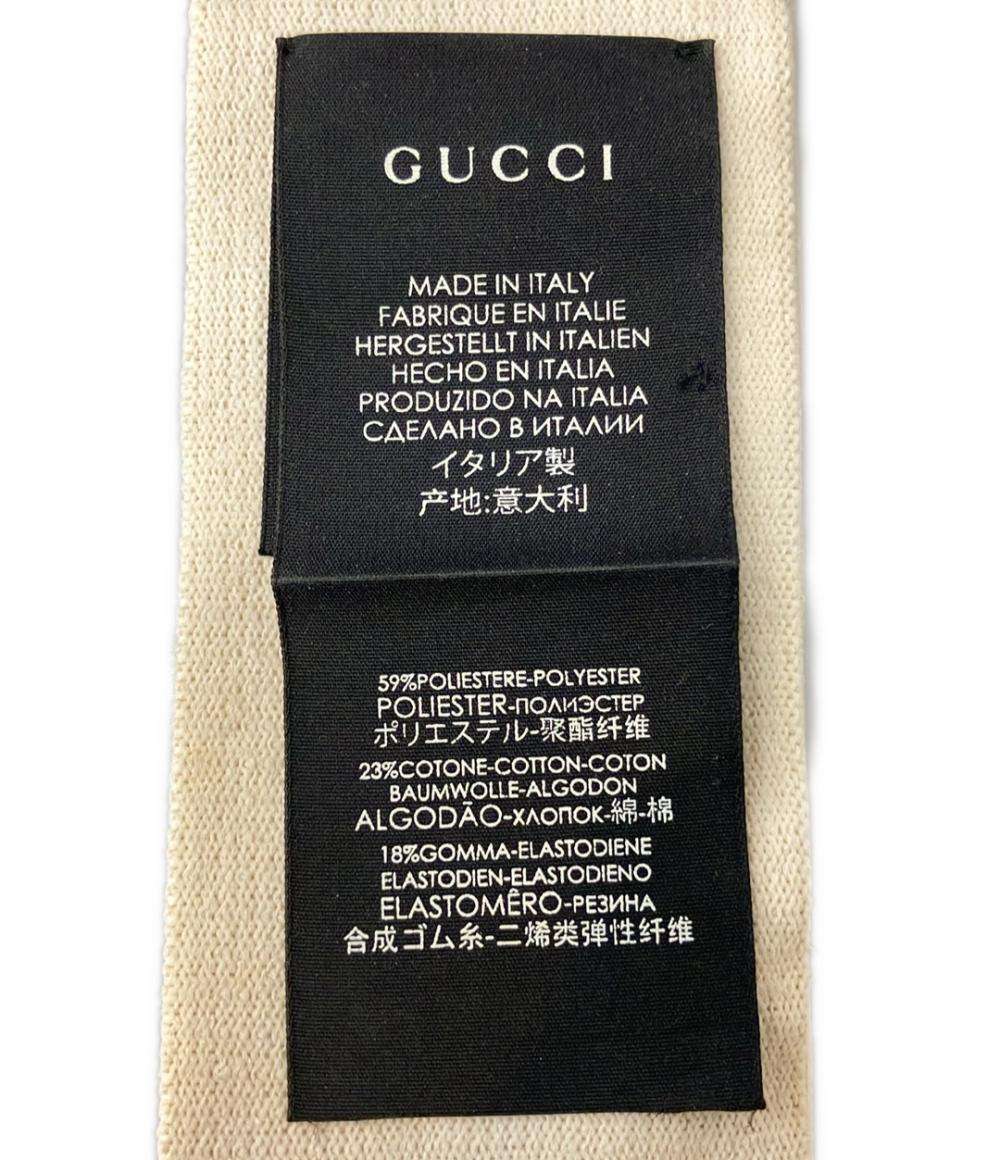 GUCCI
MADE IN ITALY
FABRIQUE EN ITALIE
HERGESTELLT IN ITALIEN
HECHO EN ITALIA
PRODUZIDO NA ITALIA
СДЕЛАНО В ИТАЛИИ
イタリア製
产地:意大利
59%POLIESTERE-POLYESTER
POLIESTER-ПОЛИЭСТЕР
ポリエステル-聚酯纤维
23%COTONE-COTTON-COTON
BAUMWOLLE-ALGODON
ALGODÃO-ХЛОПОК-綿-棉
18%GOMMA-ELASTODIENE
ELASTODIEN-ELASTODIENO
ELASTOMÊRO-РЕЗИНА
合成ゴム糸-二烯类弹性纤维